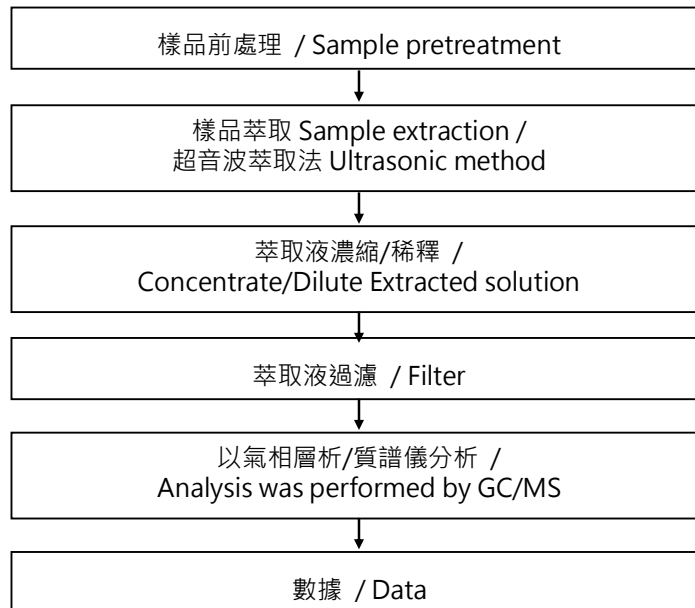 樣品前處理 / Sample pretreatment
樣品萃取 Sample extraction /
超音波萃取法 Ultrasonic method
萃取液濃縮/稀釋 /
Concentrate/Dilute Extracted solution
萃取液過濾 / Filter
以氣相層析/質譜儀分析 /
Analysis was performed by GC/MS
數據 / Data